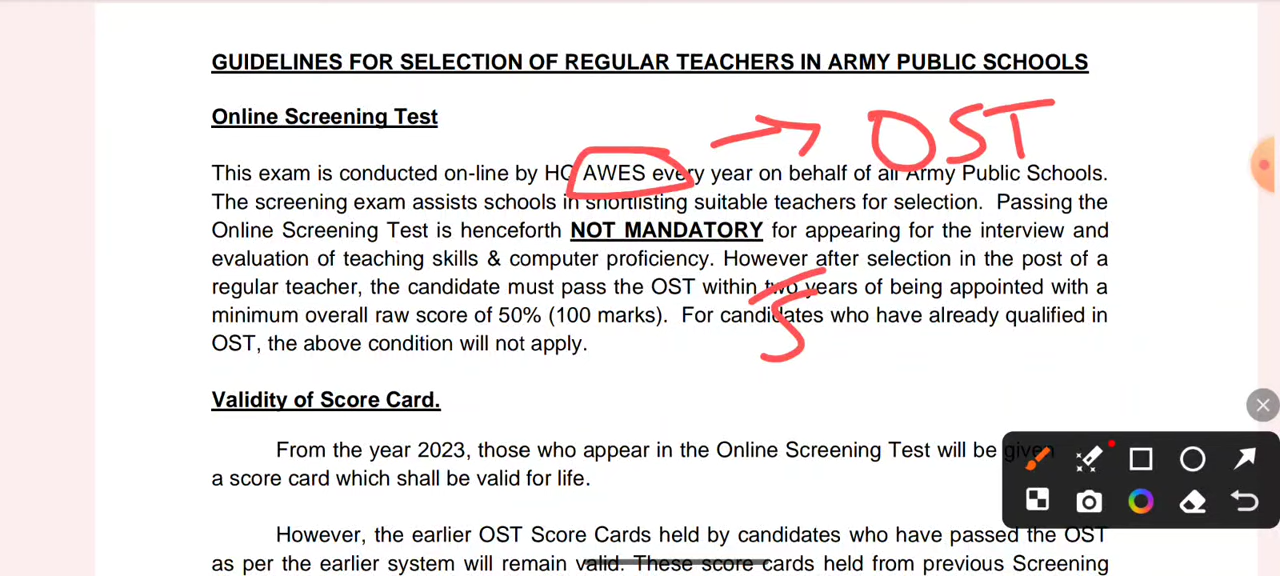 GUIDELINES FOR SELECTION OF REGULAR TEACHERS IN ARMY PUBLIC SCHOOLS
Online Screening Test
OST
This exam is conducted on-line by HQ AWES every year on behalf of all Army Public Schools.
The screening exam assists schools in shortlisting suitable teachers for selection. Passing the
Online Screening Test is henceforth NOT MANDATORY for appearing for the interview and
evaluation of teaching skills & computer proficiency. However after selection in the post of a
regular teacher, the candidate must pass the OST within two years of being appointed with a
minimum overall raw score of 50% (100 marks). For candidates who have already qualified in
OST, the above condition will not apply.
Validity of Score Card.
From the year 2023, those who appear in the Online Screening Test will be given
a score card which shall be valid for life.
However, the earlier OST Score Cards held by candidates who have passed the OST
as per the earlier system will remain valid. These score cards held from previous Screening